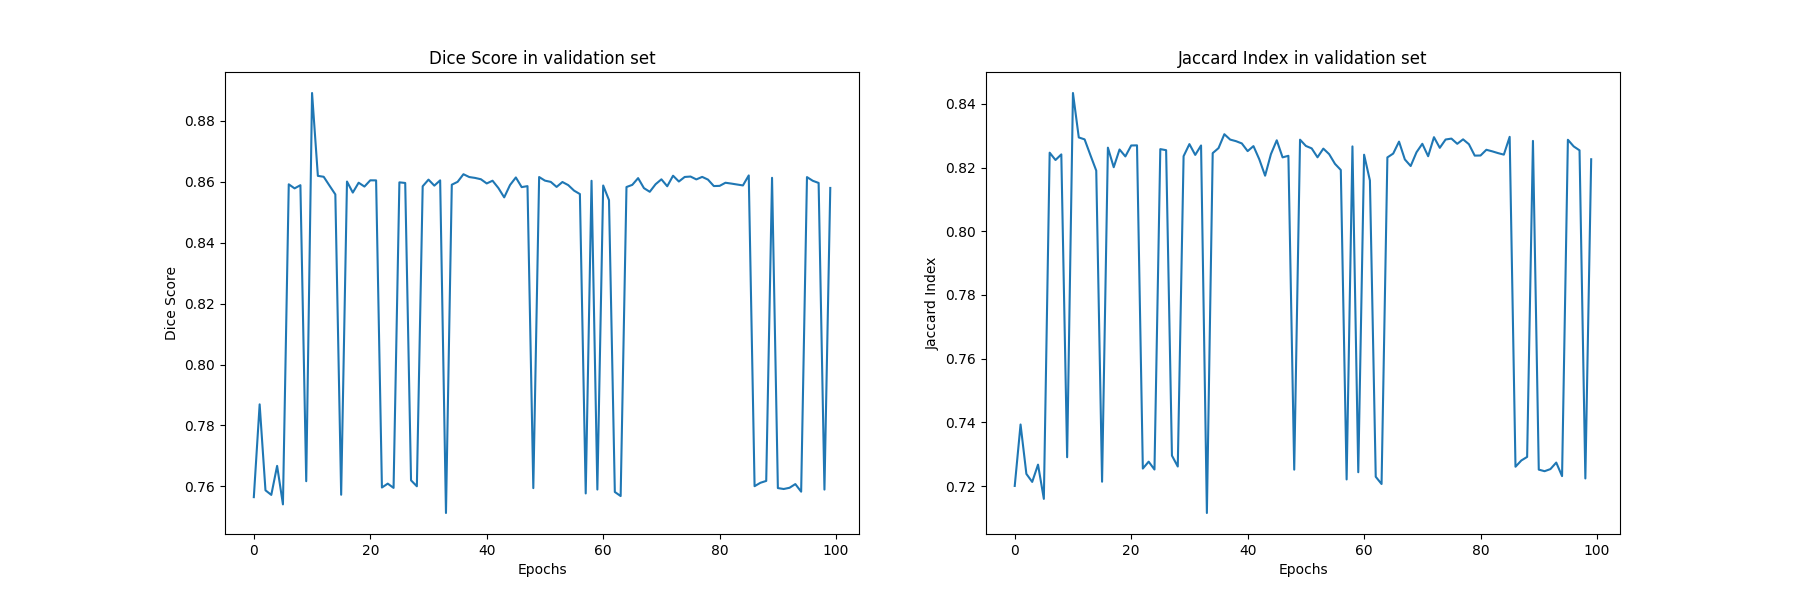 Dice Score in validation set
0.88
0.86
0.84
0.82
0.80
0.78
0.76
Dice Score
0 20 40 60 80 100
Epochs
Jaccard Index in validation set
0.84
0.82
0.80
0.78
0.76
0.74
0.72
Jaccard Index
0 20 40 60 80 100
Epochs